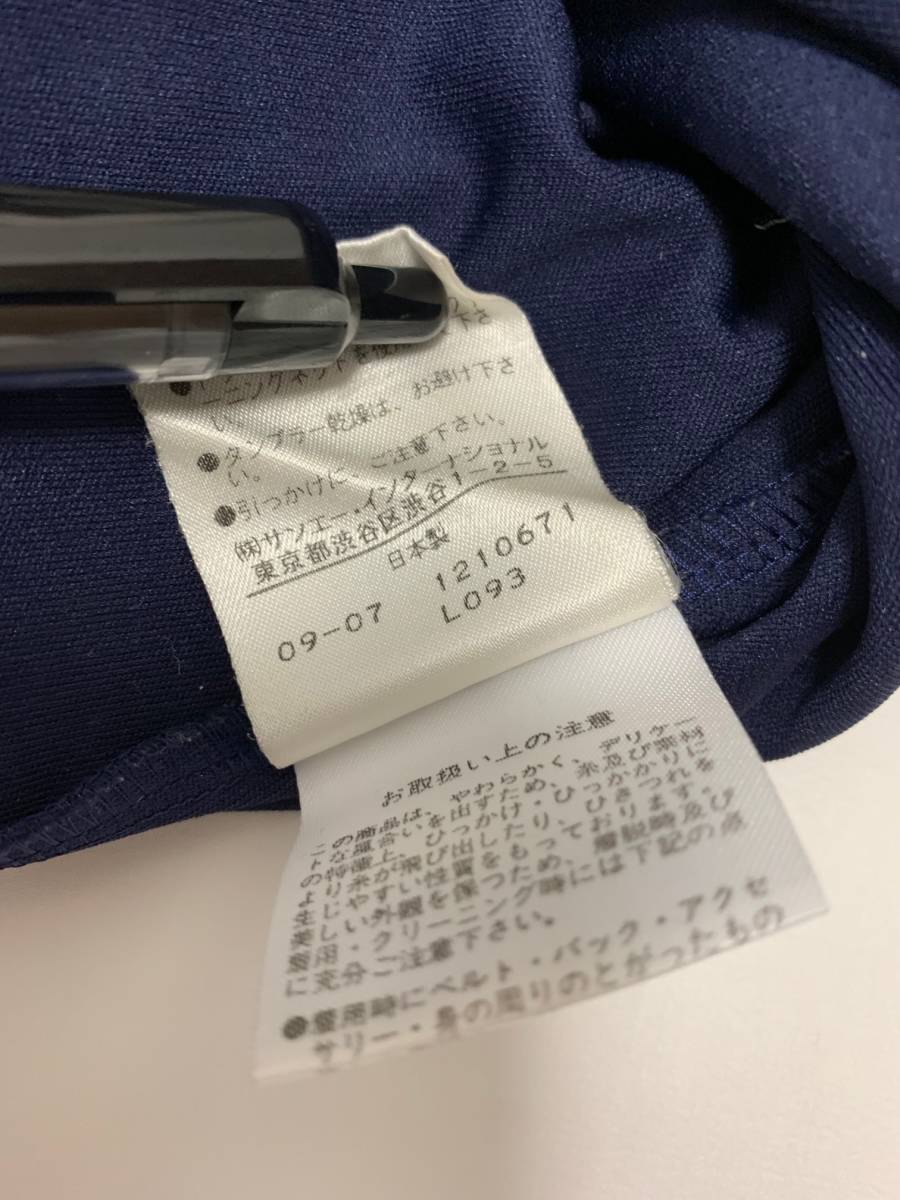 ーニングネットを使 下さ
い。
●タンブラー乾燥は、お避け下さ
い。
●引っかけに、ご注意下さい。
㈱サンエー・インターナショナル
東京都渋谷区渋谷1-2-5
日本製
1210671
09-07 L093
お取扱い上の注意
この商品は、やわらかく、デリケー
トな風合いを出すため、糸及び素材
の特徴上、ひっかけ・ひっかかりに
より糸が飛び出したり、ひきつれを
生じやすい性質をもっております。
美しい外観を保つため、着脱時及び
着用・クリーニング時には下記の点
に充分ご注意下さい。
●着用時にベルト・バック・アクセ
サリー・身の周りのとがったもの